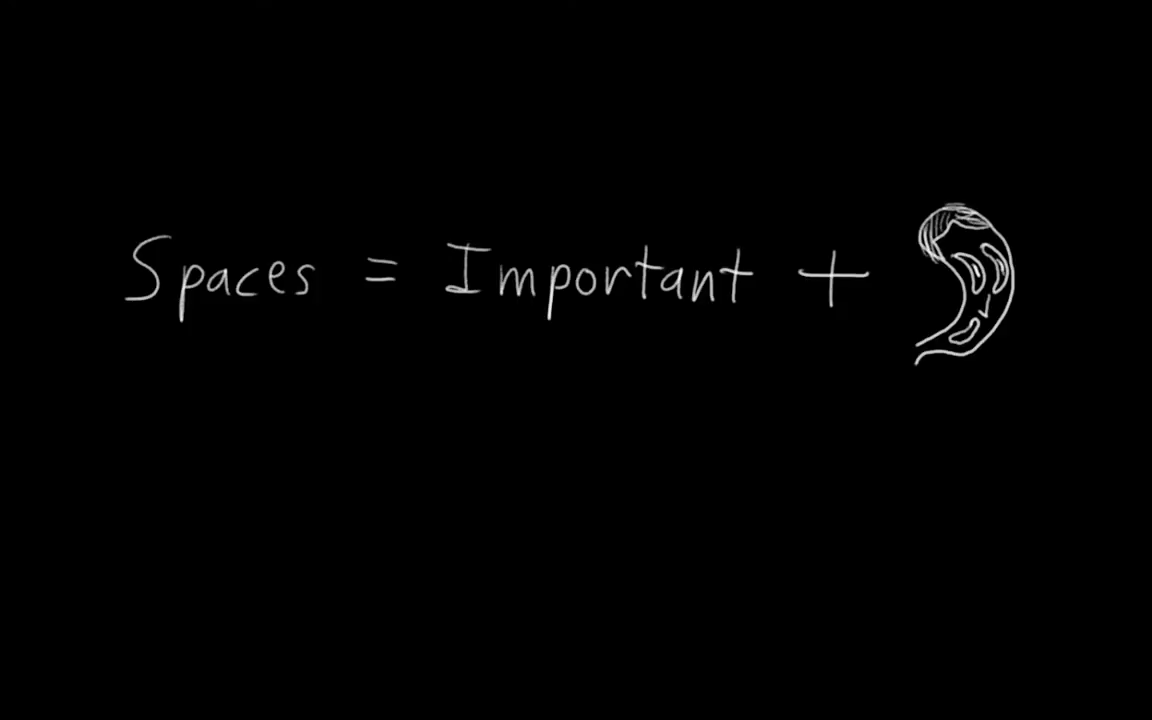 Spaces = Important +